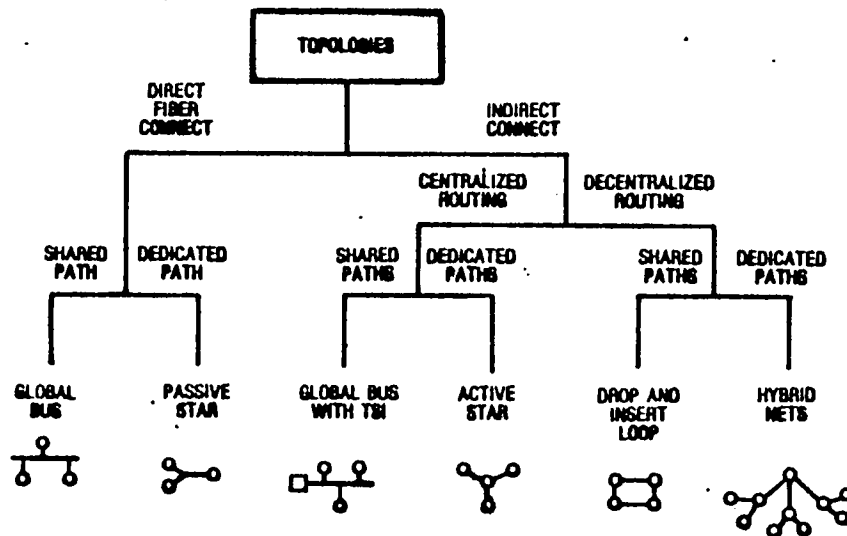 TOPOLOGIES
DIRECT
FIBER
CONNECT
INDIRECT
CONNECT
CENTRALIZED
ROUTING
DECENTRALIZED
ROUTING
SHARED
PATH
DEDICATED
PATH
SHARED
PATHS
DEDICATED
PATHS
SHARED
PATHS
DEDICATED
PATHS
GLOBAL
BUS
PASSIVE
STAR
GLOBAL BUS
WITH TSI
ACTIVE
STAR
DROP AND
INSERT
LOOP
HYBRID
NETS